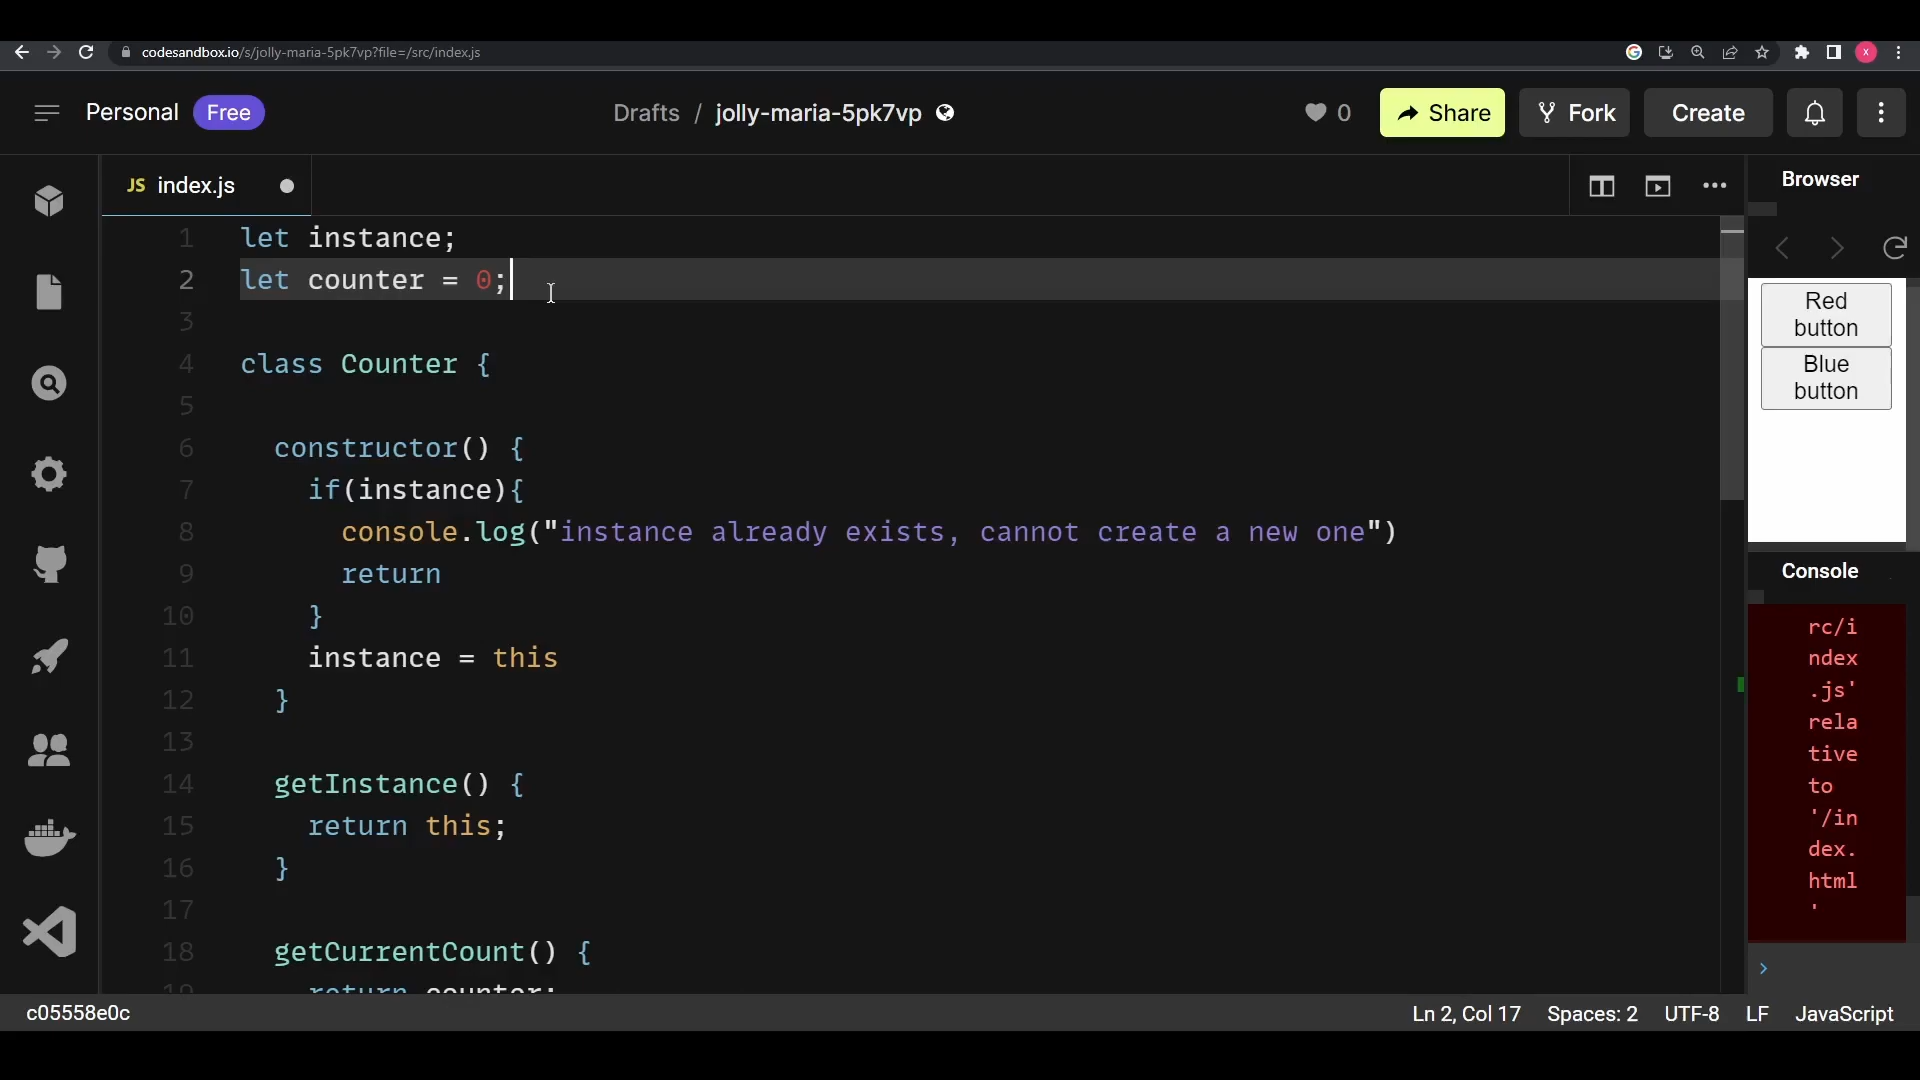 codesandbox.io/s/jolly-maria-5pk7vp?file=/src/index.js
Personal Free
Drafts / jolly-maria-5pk7vp
0
Share
Fork
Create
JS index.js
Browser
1 let instance;
2 let counter = 0;
3
4 class Counter {
5
6 constructor() {
7 if(instance){
8 console.log("instance already exists, cannot create a new one")
9 return
10 }
11 instance = this
12 }
13
14 getInstance() {
15 return this;
16 }
17
18 getCurrentCount() {
19 return counter;
Red
button
Blue
button
Console
rc/i
ndex
.js'
rela
tive
to
'/in
dex.
html
'
c05558e0c
Ln 2, Col 17 Spaces: 2 UTF-8 LF JavaScript